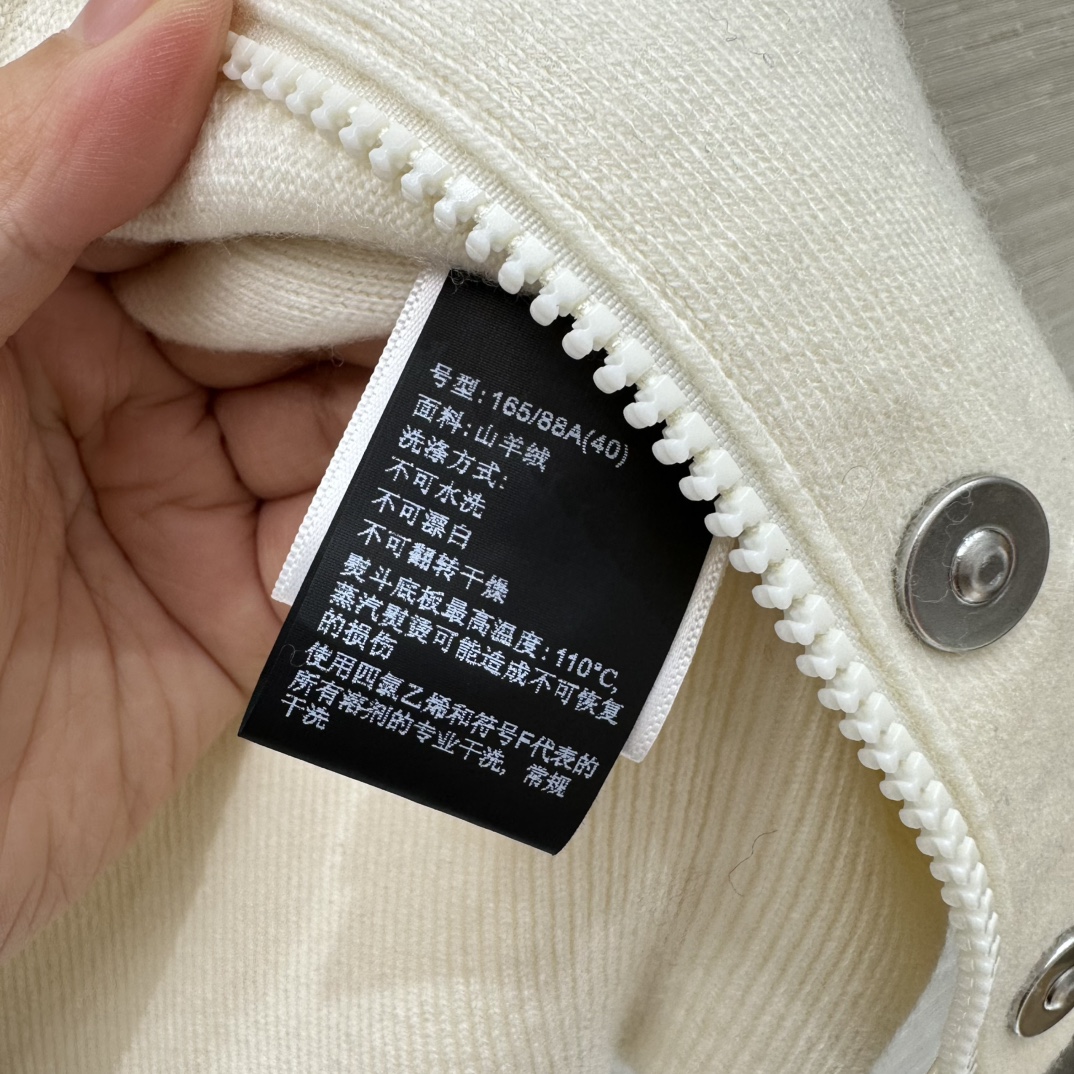 号型:165/88A(40)
面料:山羊绒
洗涤方式:
不可水洗
不可漂白
不可翻转干燥
熨斗底板最高温度:110°C,
蒸汽熨烫可能造成不可恢复
的损伤
使用四氯乙烯和符号F代表的
所有溶剂的专业干洗, 常规
干洗